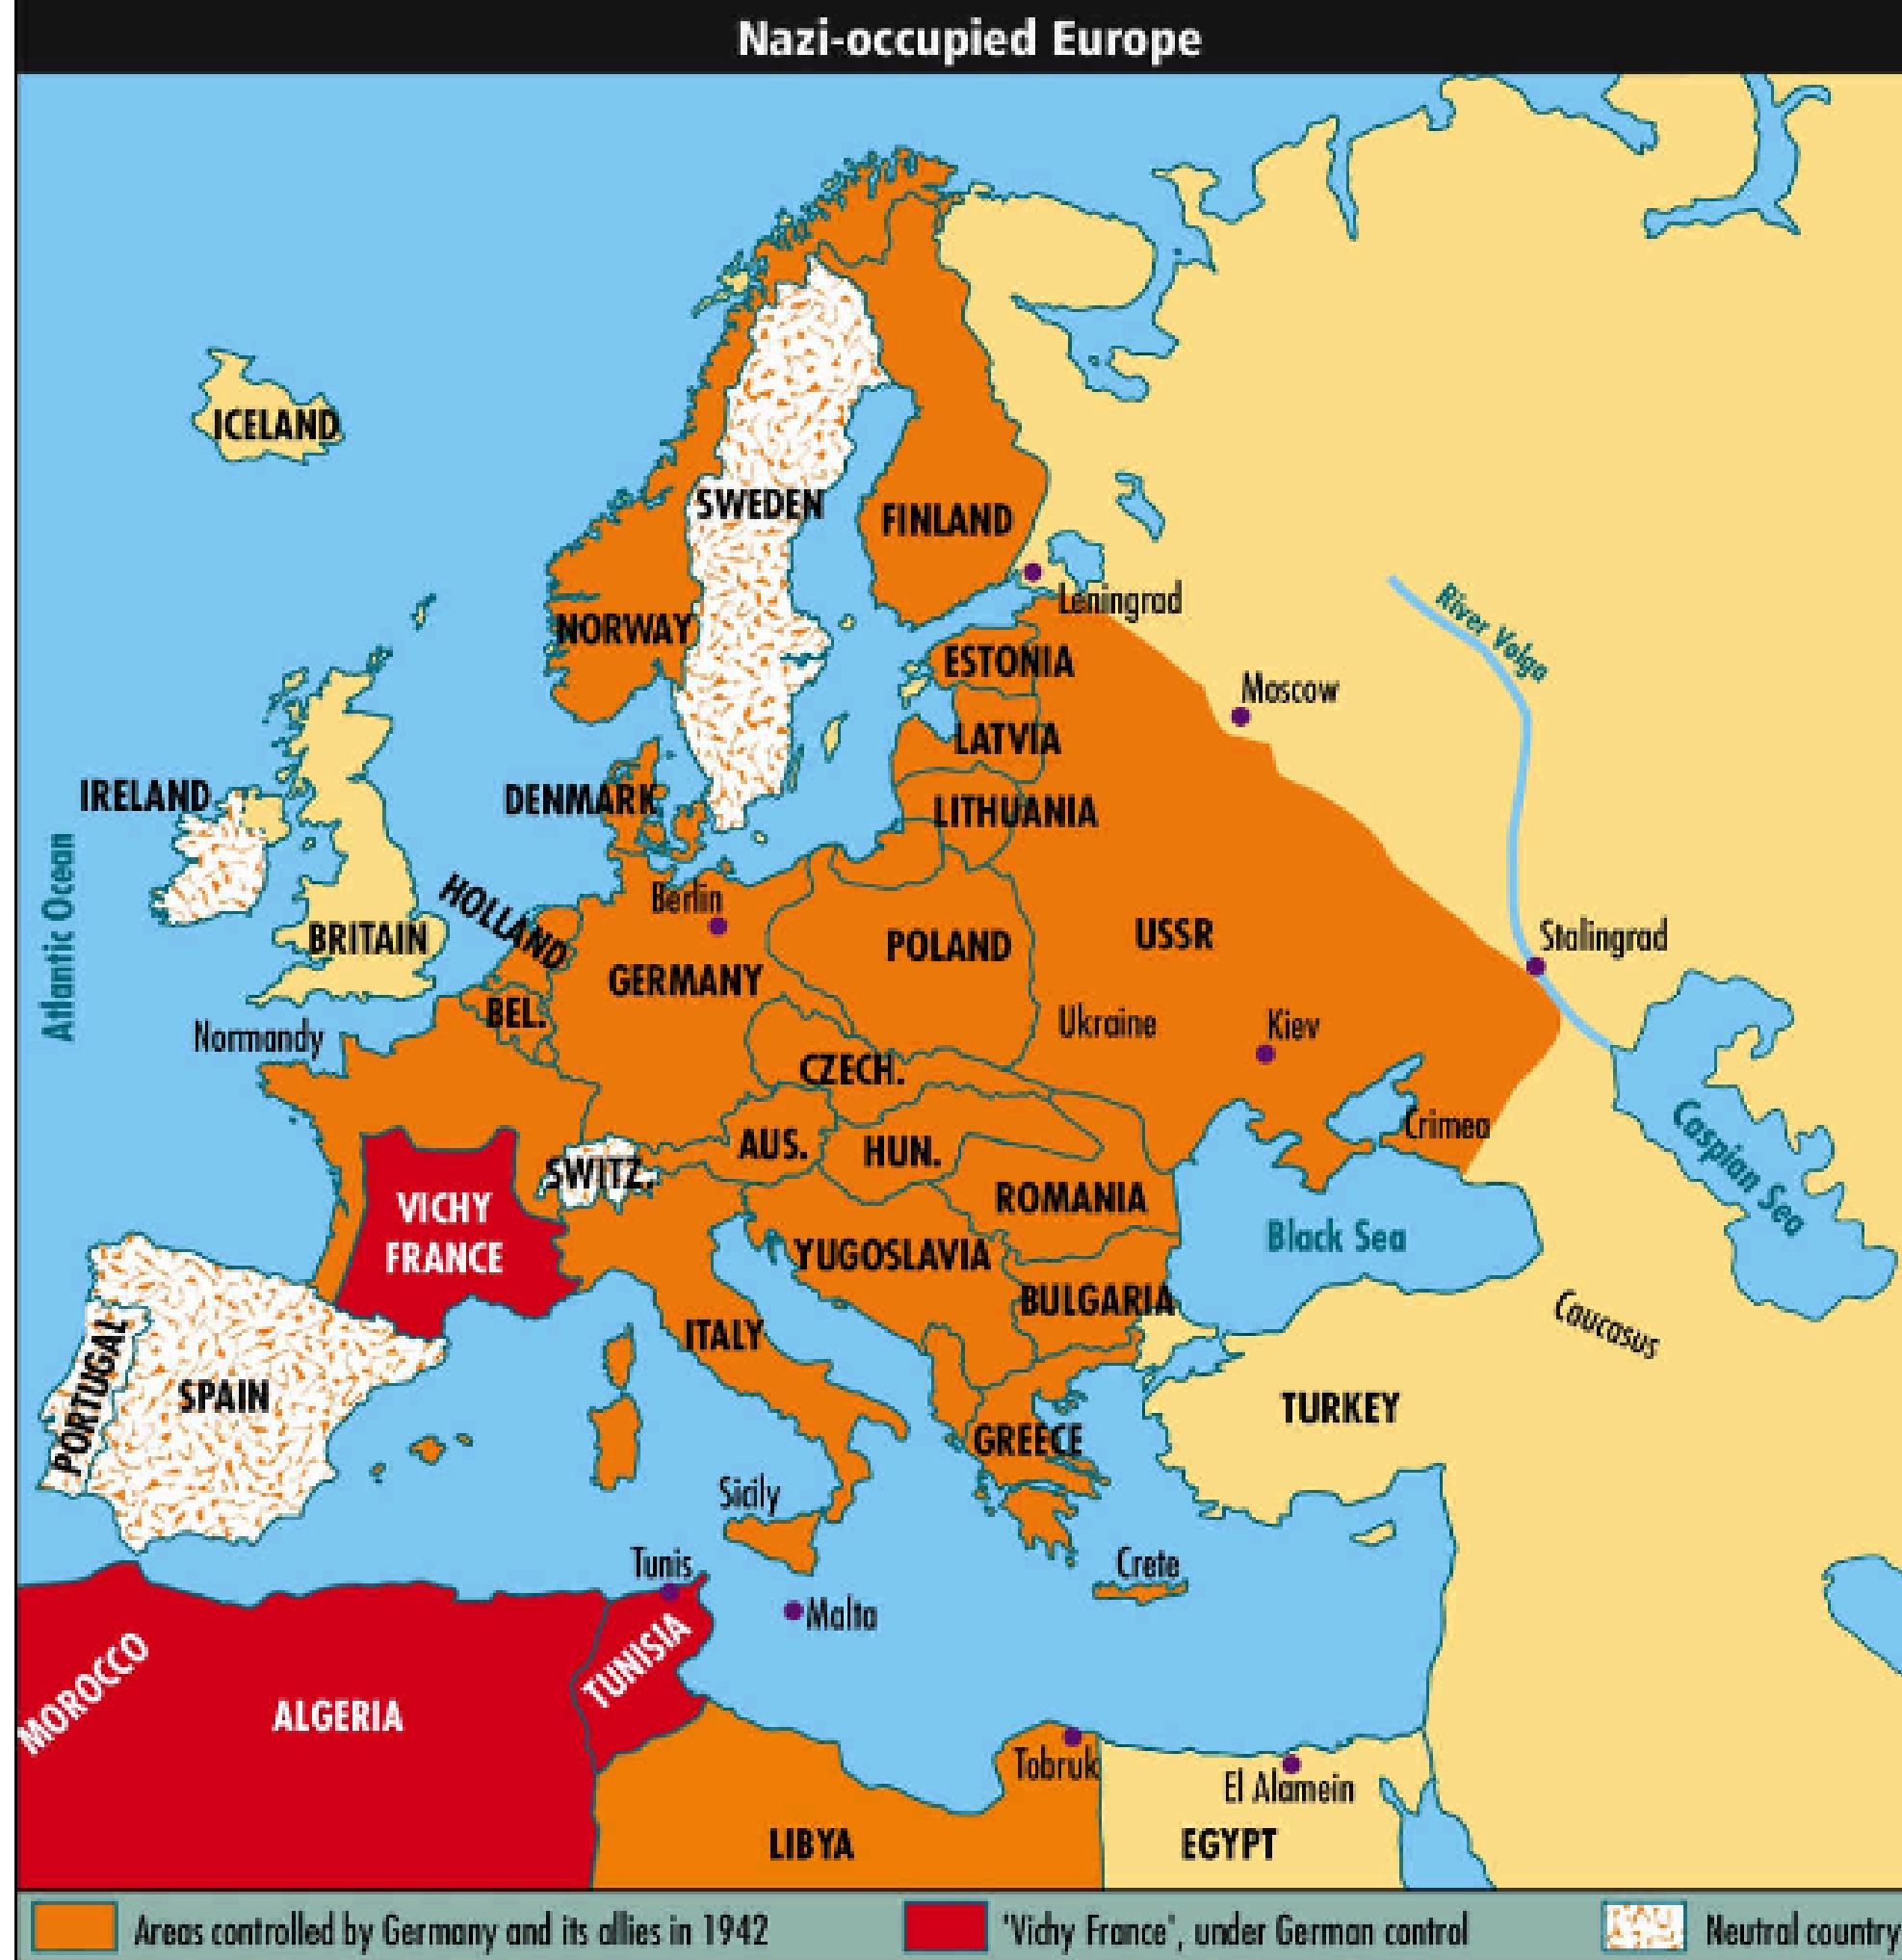 Nazi-occupied Europe
ICELAND
SWEDEN
FINLAND
NORWAY
Leningrad
River Volga
ESTONIA
Moscow
LATVIA
IRELAND
DENMARK
LITHUANIA
Atlantic Ocean
HOLLAND
Berlin
BRITAIN
POLAND
USSR
Stalingrad
GERMANY
BEL.
Normandy
Ukraine
Kiev
CZECH.
Crimea
Caspian Sea
AUS.
HUN.
SWITZ.
VICHY
FRANCE
ROMANIA
Black Sea
YUGOSLAVIA
BULGARIA
Caucasus
ITALY
PORTUGAL
SPAIN
TURKEY
GREECE
Sicily
Tunis
Crete
Malta
MOROCCO
TUNISIA
ALGERIA
Tobruk
El Alamein
LIBYA
EGYPT
Areas controlled by Germany and its allies in 1942
'Vichy France', under German control
Neutral country